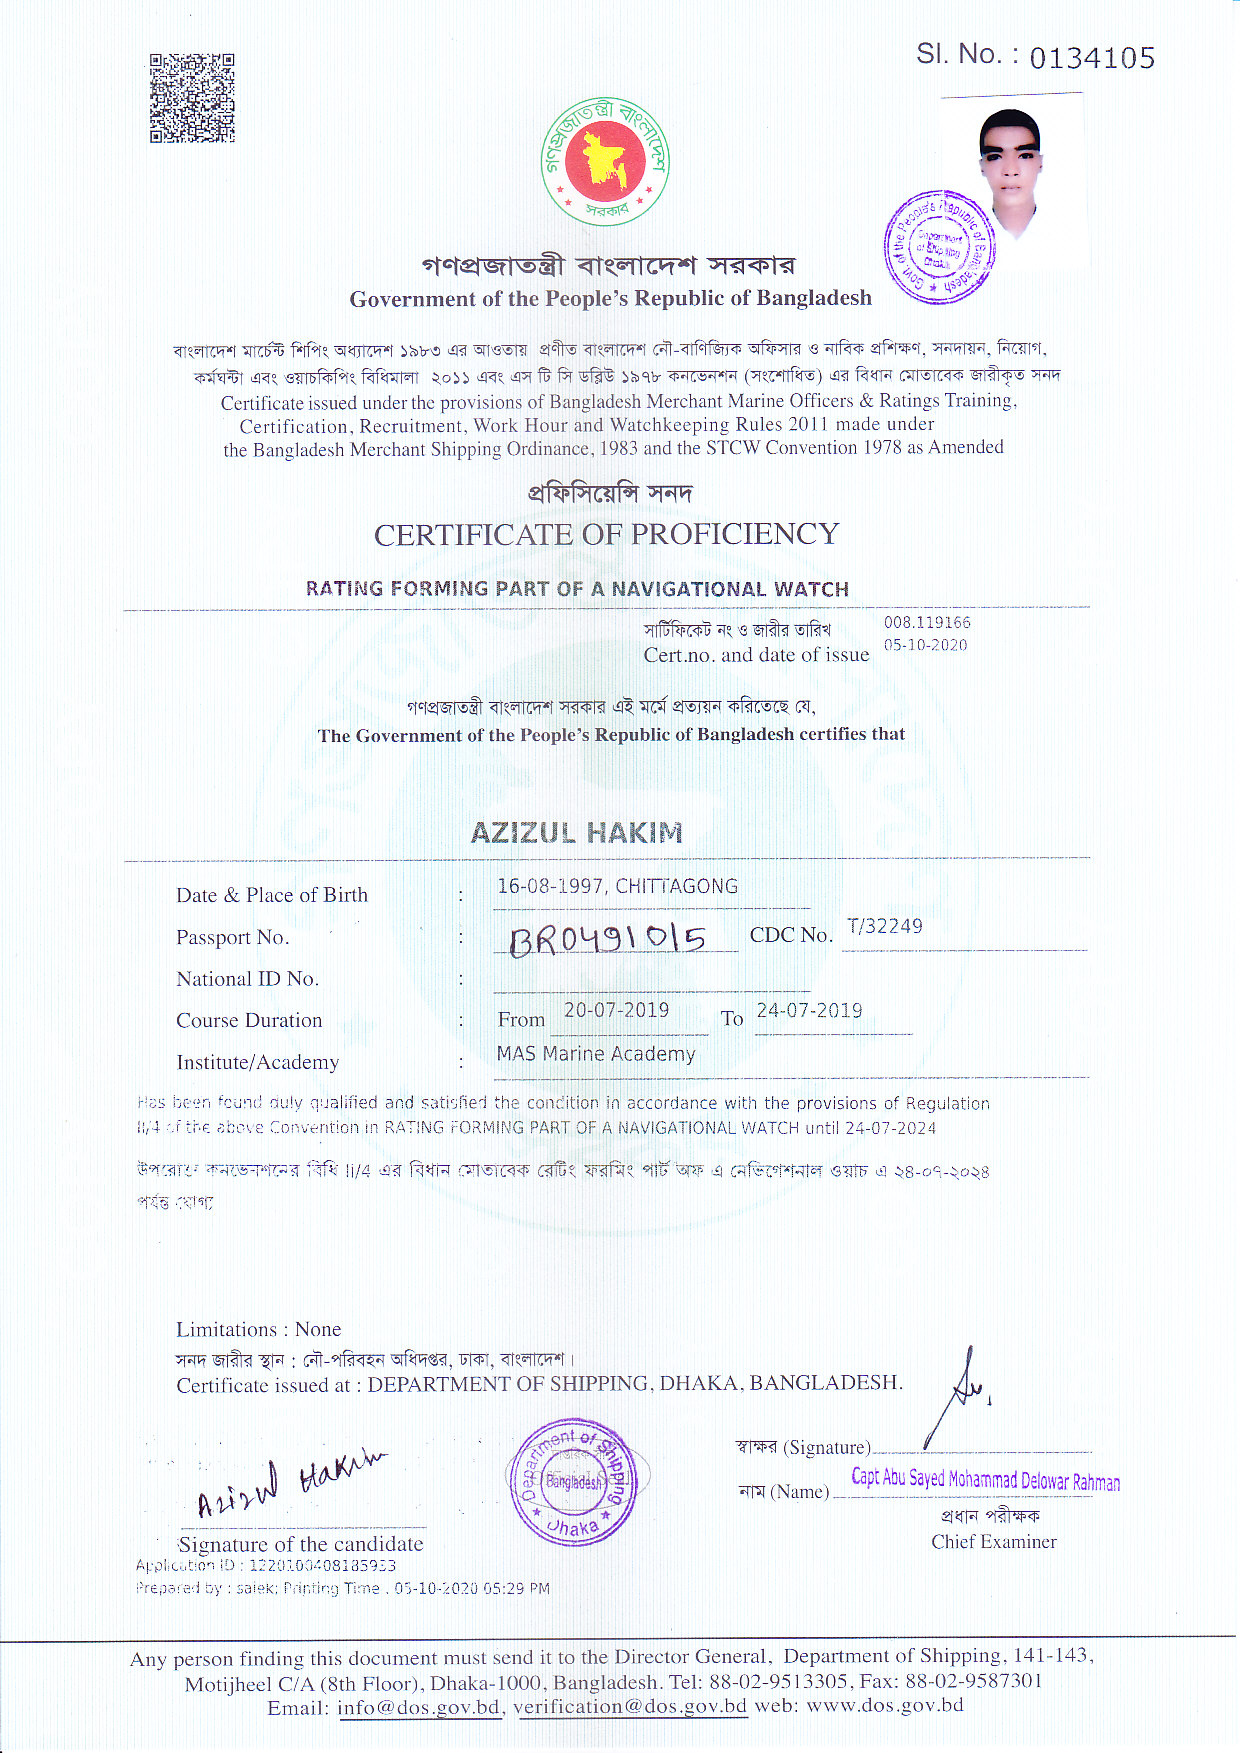 Sl. No. : 0134105
গণপ্রজাতন্ত্রী বাংলাদেশ
সরকার
Govt. of the People's Republic of Bangladesh
Department of Shipping
Dhaka
গণপ্রজাতন্ত্রী বাংলাদেশ সরকার
Government of the People's Republic of Bangladesh
বাংলাদেশ মার্চেন্ট শিপিং অধ্যাদেশ ১৯৮৩ এর আওতায় প্রণীত বাংলাদেশ নৌ-বাণিজ্যিক অফিসার ও নাবিক প্রশিক্ষণ, সনদায়ন, নিয়োগ,
কর্মঘন্টা এবং ওয়াচকিপিং বিধিমালা ২০১১ এবং এস টি সি ডব্লিউ ১৯৭৮ কনভেনশন (সংশোধিত) এর বিধান মোতাবেক জারীকৃত সনদ
Certificate issued under the provisions of Bangladesh Merchant Marine Officers & Ratings Training,
Certification, Recruitment, Work Hour and Watchkeeping Rules 2011 made under
the Bangladesh Merchant Shipping Ordinance, 1983 and the STCW Convention 1978 as Amended
প্রফিসিয়েন্সি সনদ
CERTIFICATE OF PROFICIENCY
RATING FORMING PART OF A NAVIGATIONAL WATCH
সার্টিফিকেট নং ও জারীর তারিখ 008.119166
Cert.no. and date of issue 05-10-2020
গণপ্রজাতন্ত্রী বাংলাদেশ সরকার এই মর্মে প্রত্যয়ন করিতেছে যে,
The Government of the People's Republic of Bangladesh certifies that
AZIZUL HAKIM
Date & Place of Birth : 16-08-1997, CHITTAGONG
Passport No. : BR0491015 CDC No. T/32249
National ID No. :
Course Duration : From 20-07-2019 To 24-07-2019
Institute/Academy : MAS Marine Academy
Has been found duly qualified and satisfied the condition in accordance with the provisions of Regulation
II/4 of the above Convention in RATING FORMING PART OF A NAVIGATIONAL WATCH until 24-07-2024
উপরোক্ত কনভেনশনের বিধি II/4 এর বিধান মোতাবেক রেটিং ফরমিং পার্ট অফ এ নেভিগেশনাল ওয়াচ এ ২৪-০৭-২০২৪
পর্যন্ত যোগ্য
Limitations : None
সনদ জারীর স্থান : নৌ-পরিবহন অধিদপ্তর, ঢাকা, বাংলাদেশ।
Certificate issued at : DEPARTMENT OF SHIPPING, DHAKA, BANGLADESH.
Azizul Hakim
Department of Shipping
Bangladesh
Dhaka
স্বাক্ষর (Signature)
নাম (Name) Capt Abu Sayed Mohammad Delowar Rahman
প্রধান পরীক্ষক
Chief Examiner
Signature of the candidate
Application ID :
Prepared by : Printing Time : 05-10-2020 05:29 PM
Any person finding this document must send it to the Director General, Department of Shipping, 141-143,
Motijheel C/A (8th Floor), Dhaka-1000, Bangladesh. Tel: 88-02-9513305, Fax: 88-02-9587301
Email: info@dos.gov.bd, verification@dos.gov.bd web: www.dos.gov.bd